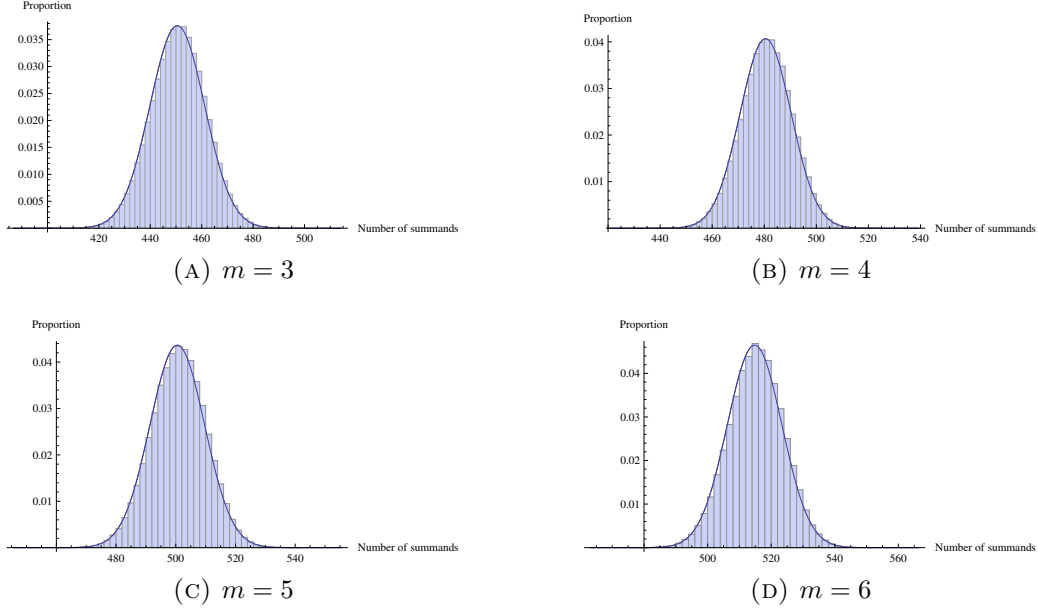 Proportion
0.035
0.030
0.025
0.020
0.015
0.010
0.005
420 440 460 480 500
Number of summands
(A) m = 3
Proportion
0.04
0.03
0.02
0.01
440 460 480 500 520 540
Number of summands
(B) m = 4
Proportion
0.04
0.03
0.02
0.01
480 500 520 540
Number of summands
(C) m = 5
Proportion
0.04
0.03
0.02
0.01
500 520 540 560
Number of summands
(D) m = 6